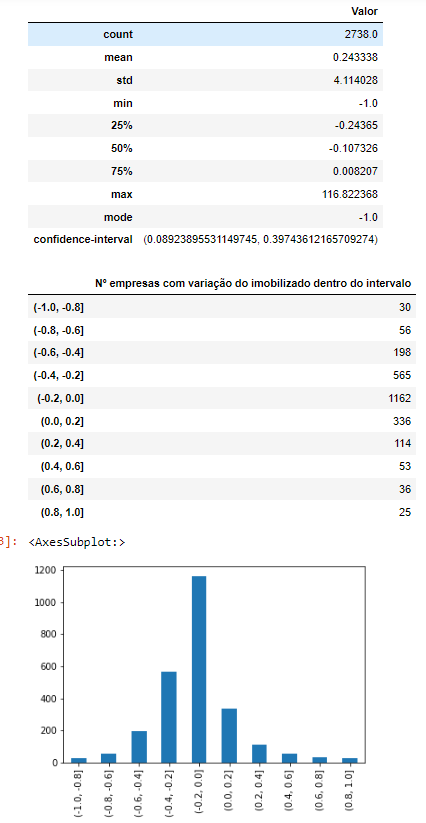 Valor
count 2738.0
mean 0.243338
std 4.114028
min -1.0
25% -0.24365
50% -0.107326
75% 0.008207
max 116.822368
mode -1.0
confidence-interval (0.08923895531149745, 0.39743612165709274)
Nº empresas com variação do imobilizado dentro do intervalo
(-1.0, -0.8] 30
(-0.8, -0.6] 56
(-0.6, -0.4] 198
(-0.4, -0.2] 565
(-0.2, 0.0] 1162
(0.0, 0.2] 336
(0.2, 0.4] 114
(0.4, 0.6] 53
(0.6, 0.8] 36
(0.8, 1.0] 25
3]: <AxesSubplot:>
1200
1000
800
600
400
200
0
(-1.0, -0.8]
(-0.8, -0.6]
(-0.6, -0.4]
(-0.4, -0.2]
(-0.2, 0.0]
(0.0, 0.2]
(0.2, 0.4]
(0.4, 0.6]
(0.6, 0.8]
(0.8, 1.0]